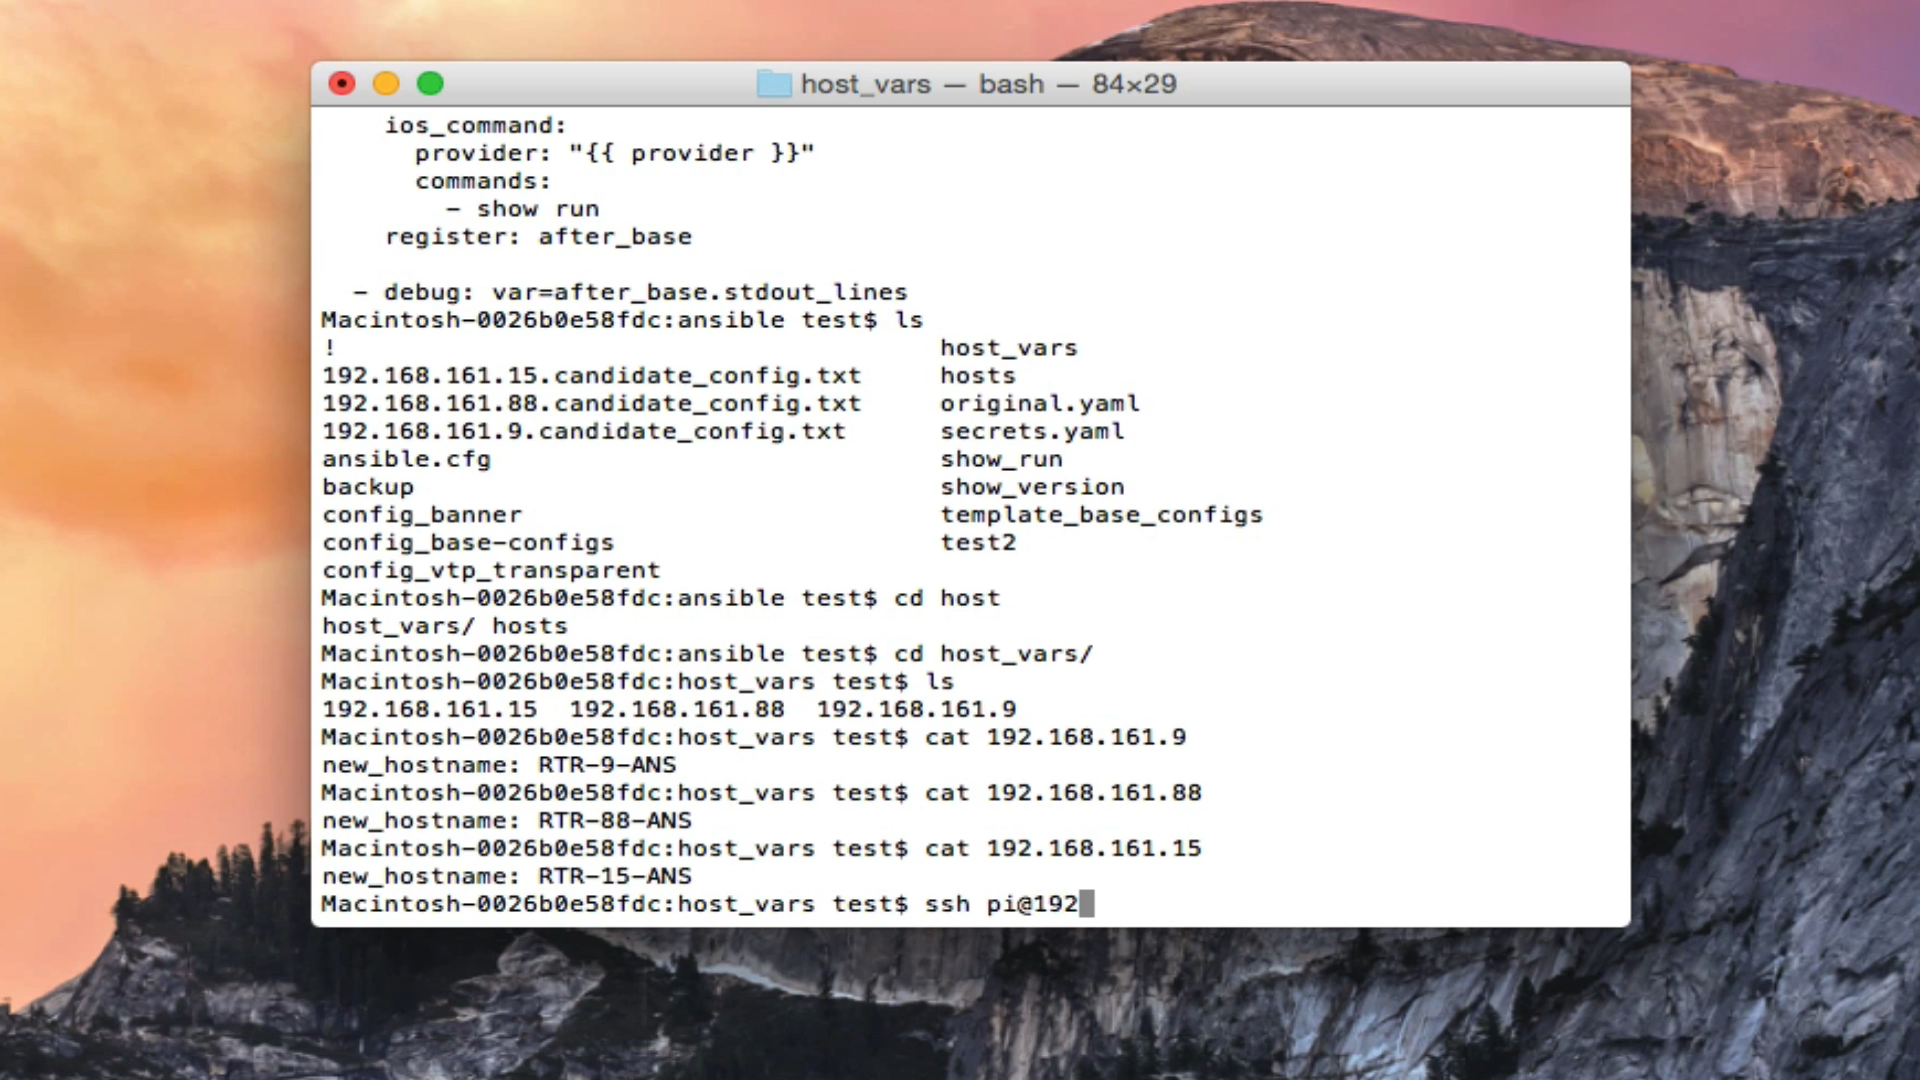 host_vars — bash — 84×29
ios_command:
provider: "{{ provider }}"
commands:
- show run
register: after_base
- debug: var=after_base.stdout_lines
Macintosh-0026b0e58fdc:ansible test$ ls
! host_vars
192.168.161.15.candidate_config.txt hosts
192.168.161.88.candidate_config.txt original.yaml
192.168.161.9.candidate_config.txt secrets.yaml
ansible.cfg show_run
backup show_version
config_banner template_base_configs
config_base-configs test2
config_vtp_transparent
Macintosh-0026b0e58fdc:ansible test$ cd host
host_vars/ hosts
Macintosh-0026b0e58fdc:ansible test$ cd host_vars/
Macintosh-0026b0e58fdc:host_vars test$ ls
192.168.161.15 192.168.161.88 192.168.161.9
Macintosh-0026b0e58fdc:host_vars test$ cat 192.168.161.9
new_hostname: RTR-9-ANS
Macintosh-0026b0e58fdc:host_vars test$ cat 192.168.161.88
new_hostname: RTR-88-ANS
Macintosh-0026b0e58fdc:host_vars test$ cat 192.168.161.15
new_hostname: RTR-15-ANS
Macintosh-0026b0e58fdc:host_vars test$ ssh pi@192